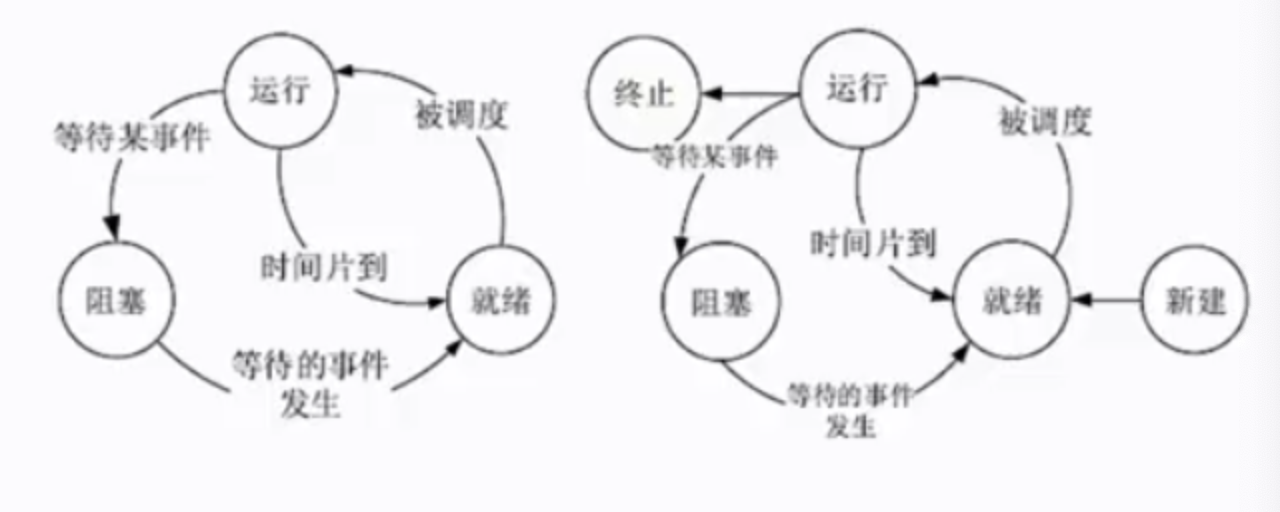 运行
等待某事件
被调度
时间片到
阻塞
就绪
等待的事件
发生
终止
运行
等待某事件
被调度
时间片到
阻塞
就绪
新建
等待的事件
发生